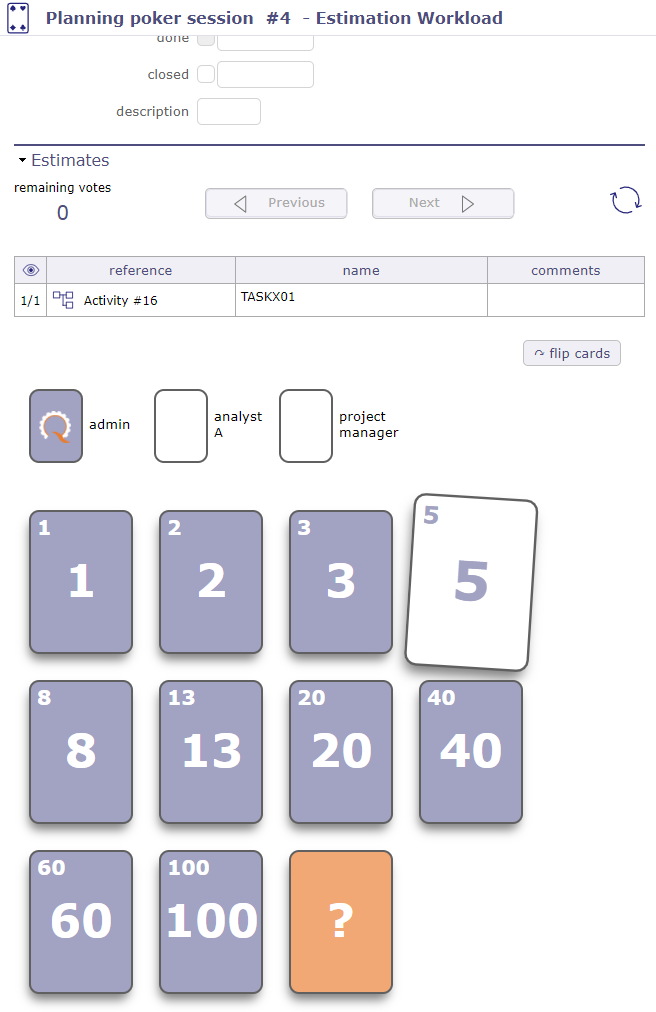 Planning poker session #4 - Estimation Workload
done
closed
description
Estimates
remaining votes
0
Previous
Next
reference name comments
1/1 Activity #16 TASKX01
flip cards
admin
analyst
A
project
manager
1 2 3 5
1 2 3 5
8 13 20 40
8 13 20 40
60 100
60 100 ?